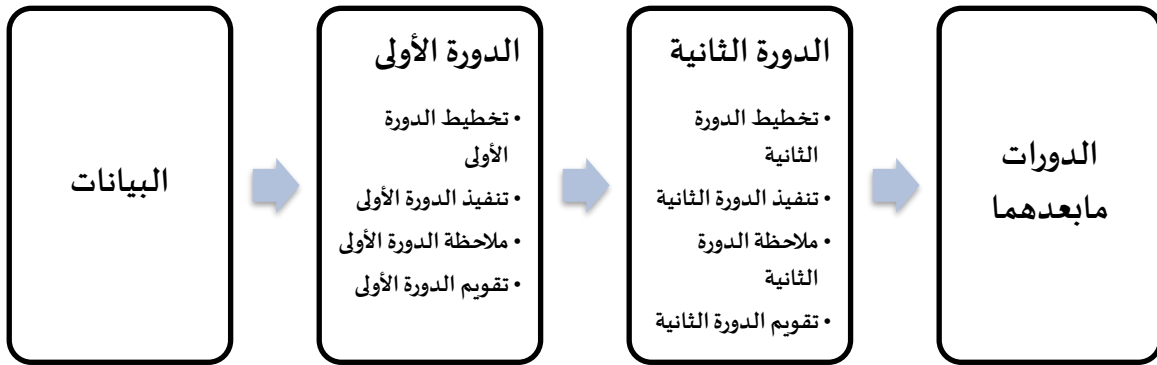 البيانات
الدورة الأولى
• تخطيط الدورة
الأولى
• تنفيذ الدورة الأولى
• ملاحظة الدورة الأولى
• تقويم الدورة الأولى
الدورة الثانية
• تخطيط الدورة
الثانية
• تنفيذ الدورة الثانية
• ملاحظة الدورة
الثانية
• تقويم الدورة الثانية
الدورات
مابعدهما